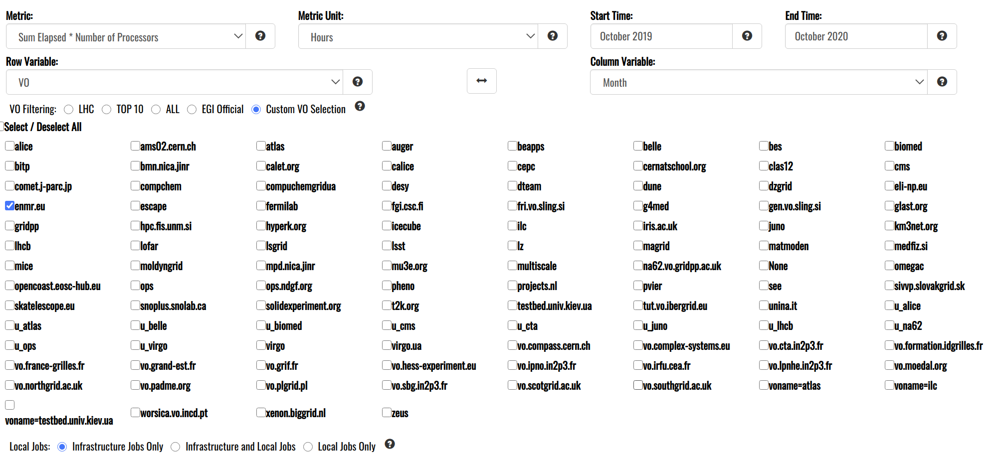 Metric: Metric Unit: Start Time: End Time:
Sum Elapsed * Number of Processors Hours October 2019 October 2020
Row Variable: Column Variable:
VO Month
VO Filtering: LHC TOP 10 ALL EGI Official Custom VO Selection
Select / Deselect All
alice ams02.cern.ch atlas auger beapps belle bes biomed
bitp bmn.nica.jinr calet.org calice cepc cernatschool.org clas12 cms
comet.j-parc.jp compchem compuchemgridua desy dteam dune dzgrid eli-np.eu
enmr.eu escape fermilab fgi.csc.fi fri.vo.sling.si g4med gen.vo.sling.si glast.org
gridpp hpc.fis.unm.si hyperk.org icecube ilc iris.ac.uk juno km3net.org
lhcb lofar lsgrid lsst lz magrid matmoden medfiz.si
mice moldyngrid mpd.nica.jinr mu3e.org multiscale na62.vo.gridpp.ac.uk None omegac
opencoast.eosc-hub.eu ops ops.ndgf.org pheno projects.nl pvier see sivvp.slovakgrid.sk
skatelescope.eu snoplus.snolab.ca solidexperiment.org t2k.org testbed.univ.kiev.ua tut.vo.ibergrid.eu unina.it u_alice
u_atlas u_belle u_biomed u_cms u_cta u_juno u_lhcb u_na62
u_ops u_virgo virgo virgo.ua vo.compass.cern.ch vo.complex-systems.eu vo.cta.in2p3.fr vo.formation.idgrilles.fr
vo.france-grilles.fr vo.grand-est.fr vo.grif.fr vo.hess-experiment.eu vo.ipno.in2p3.fr vo.irfu.cea.fr vo.lpnhe.in2p3.fr vo.moedal.org
vo.northgrid.ac.uk vo.padme.org vo.plgrid.pl vo.sbg.in2p3.fr vo.scotgrid.ac.uk vo.southgrid.ac.uk voname=atlas voname=ilc
voname=testbed.univ.kiev.ua worsica.vo.incd.pt xenon.biggrid.nl zeus
Local Jobs: Infrastructure Jobs Only Infrastructure and Local Jobs Local Jobs Only